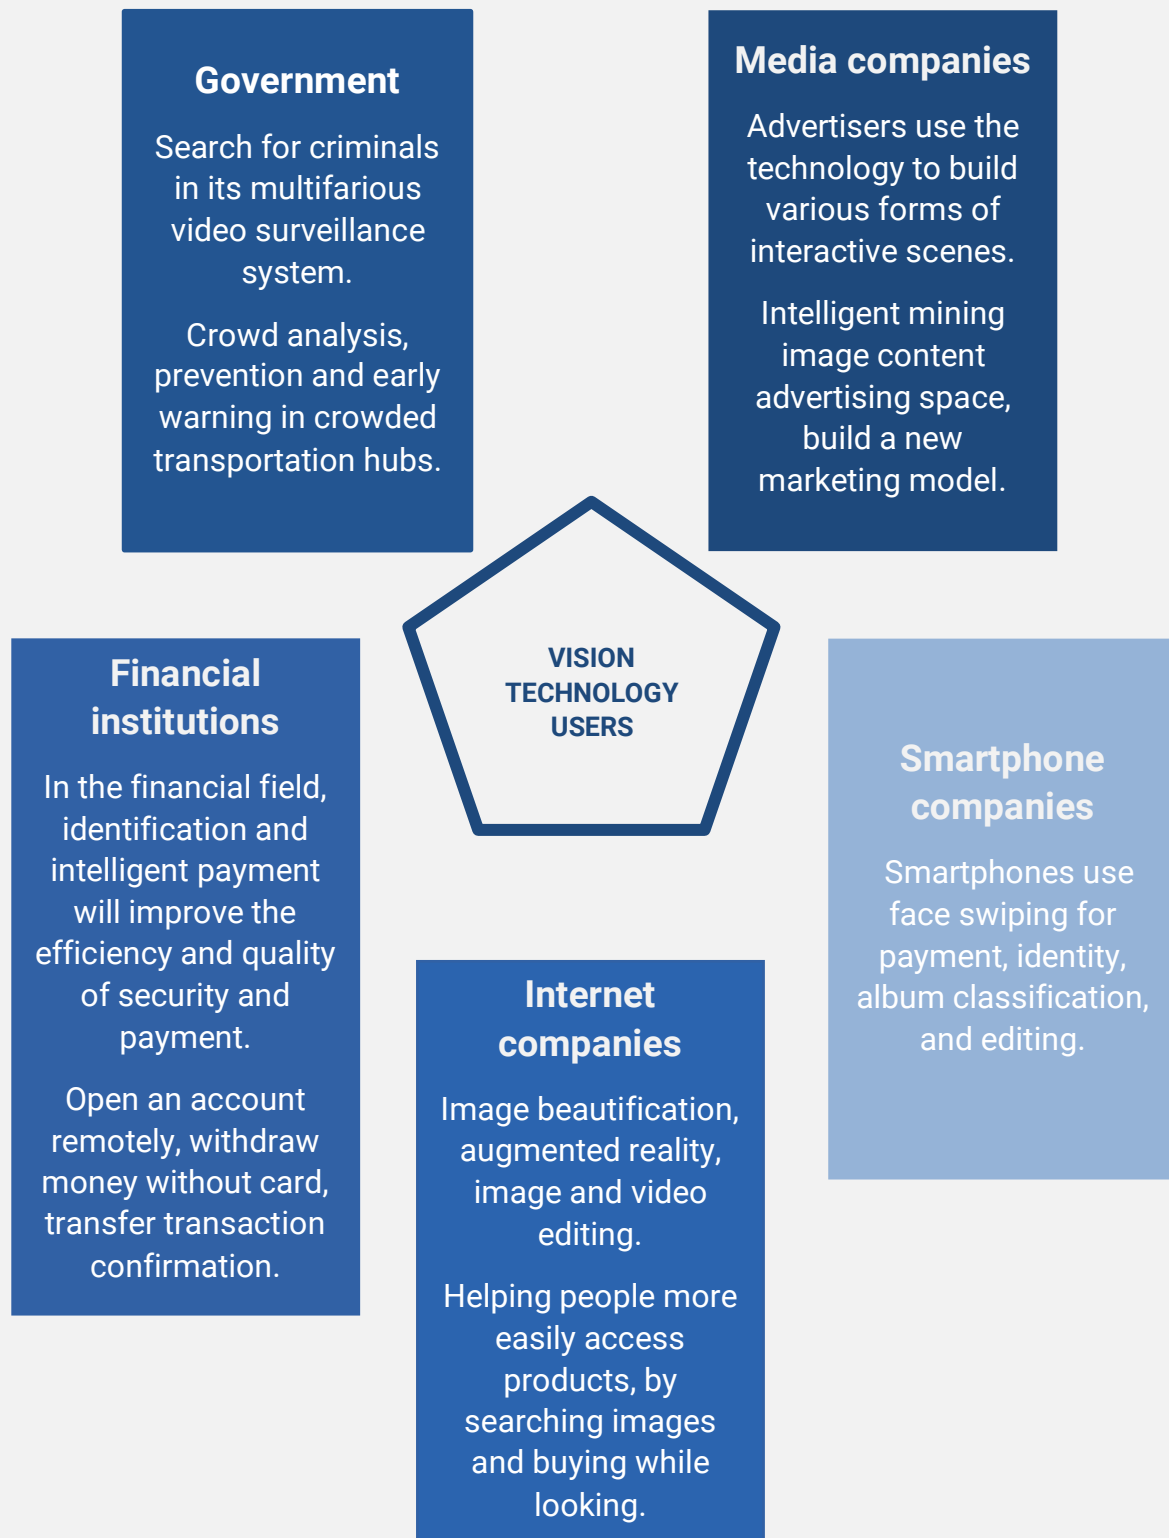 Government
Search for criminals
in its multifarious
video surveillance
system.
Crowd analysis,
prevention and early
warning in crowded
transportation hubs.
Media companies
Advertisers use the
technology to build
various forms of
interactive scenes.
Intelligent mining
image content
advertising space,
build a new
marketing model.
VISION
TECHNOLOGY
USERS
Financial
institutions
In the financial field,
identification and
intelligent payment
will improve the
efficiency and quality
of security and
payment.
Open an account
remotely, withdraw
money without card,
transfer transaction
confirmation.
Internet
companies
Image beautification,
augmented reality,
image and video
editing.
Helping people more
easily access
products, by
searching images
and buying while
looking.
Smartphone
companies
Smartphones use
face swiping for
payment, identity,
album classification,
and editing.